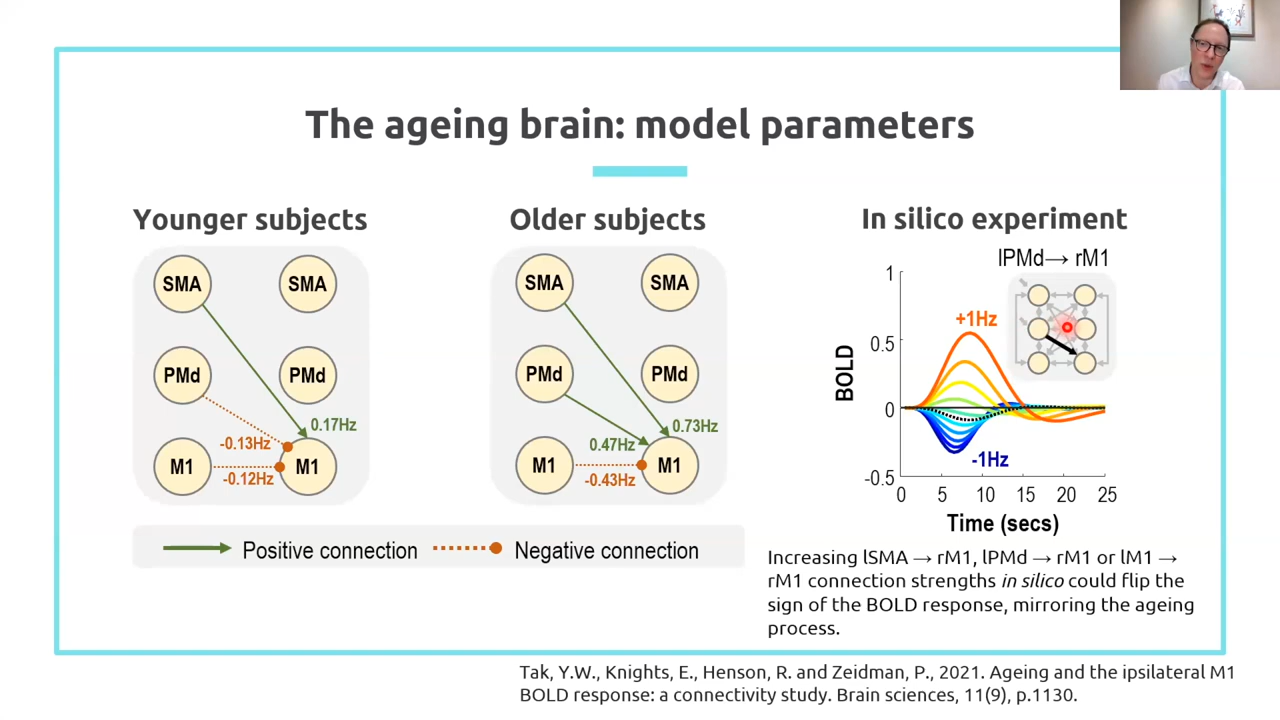 The ageing brain: model parameters
Younger subjects
SMA
SMA
PMd
PMd
M1
M1
0.17Hz
-0.13Hz
-0.12Hz
Older subjects
SMA
SMA
PMd
PMd
M1
M1
0.73Hz
0.47Hz
-0.43Hz
Positive connection
Negative connection
In silico experiment
lPMd→ rM1
1
0.5
0
-0.5
BOLD
+1Hz
-1Hz
0 5 10 15 20 25
Time (secs)
Increasing lSMA → rM1, lPMd → rM1 or lM1 →
rM1 connection strengths in silico could flip the
sign of the BOLD response, mirroring the ageing
process.
Tak, Y.W., Knights, E., Henson, R. and Zeidman, P., 2021. Ageing and the ipsilateral M1
BOLD response: a connectivity study. Brain sciences, 11(9), p.1130.